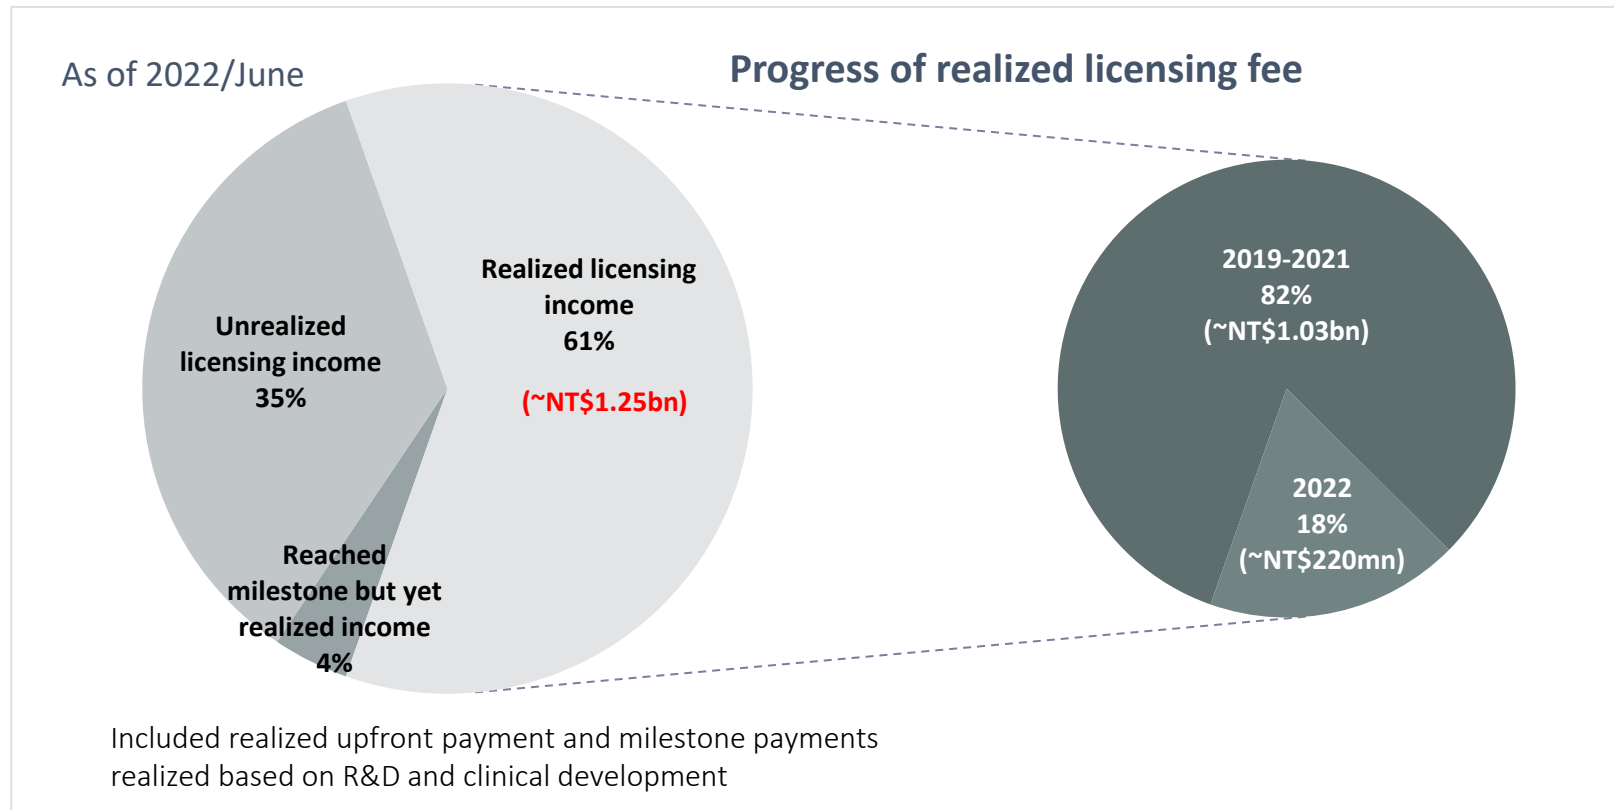 As of 2022/June
Progress of realized licensing fee
Realized licensing
income
61%
(~NT$1.25bn)
Unrealized
licensing income
35%
Reached
milestone but yet
realized income
4%
2019-2021
82%
(~NT$1.03bn)
2022
18%
(~NT$220mn)
Included realized upfront payment and milestone payments
realized based on R&D and clinical development